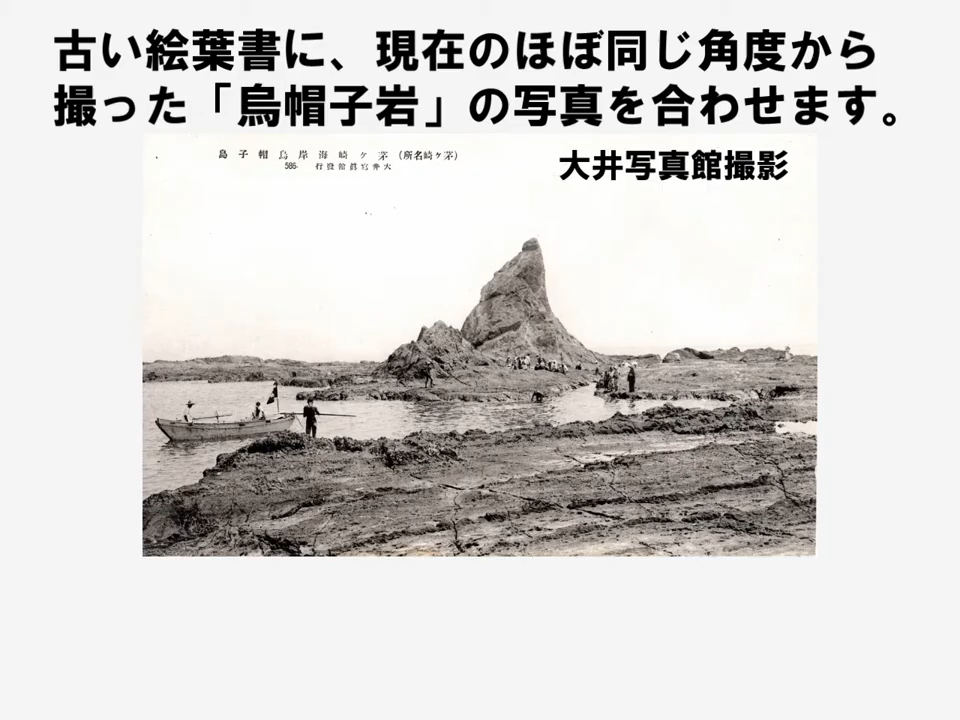 古い絵葉書に、現在のほぼ同じ角度から
撮った「烏帽子岩」の写真を合わせます。
島子帽烏岸海崎ヶ茅(茅ヶ崎名所)
586. 行發館眞寫井大
大井写真館撮影